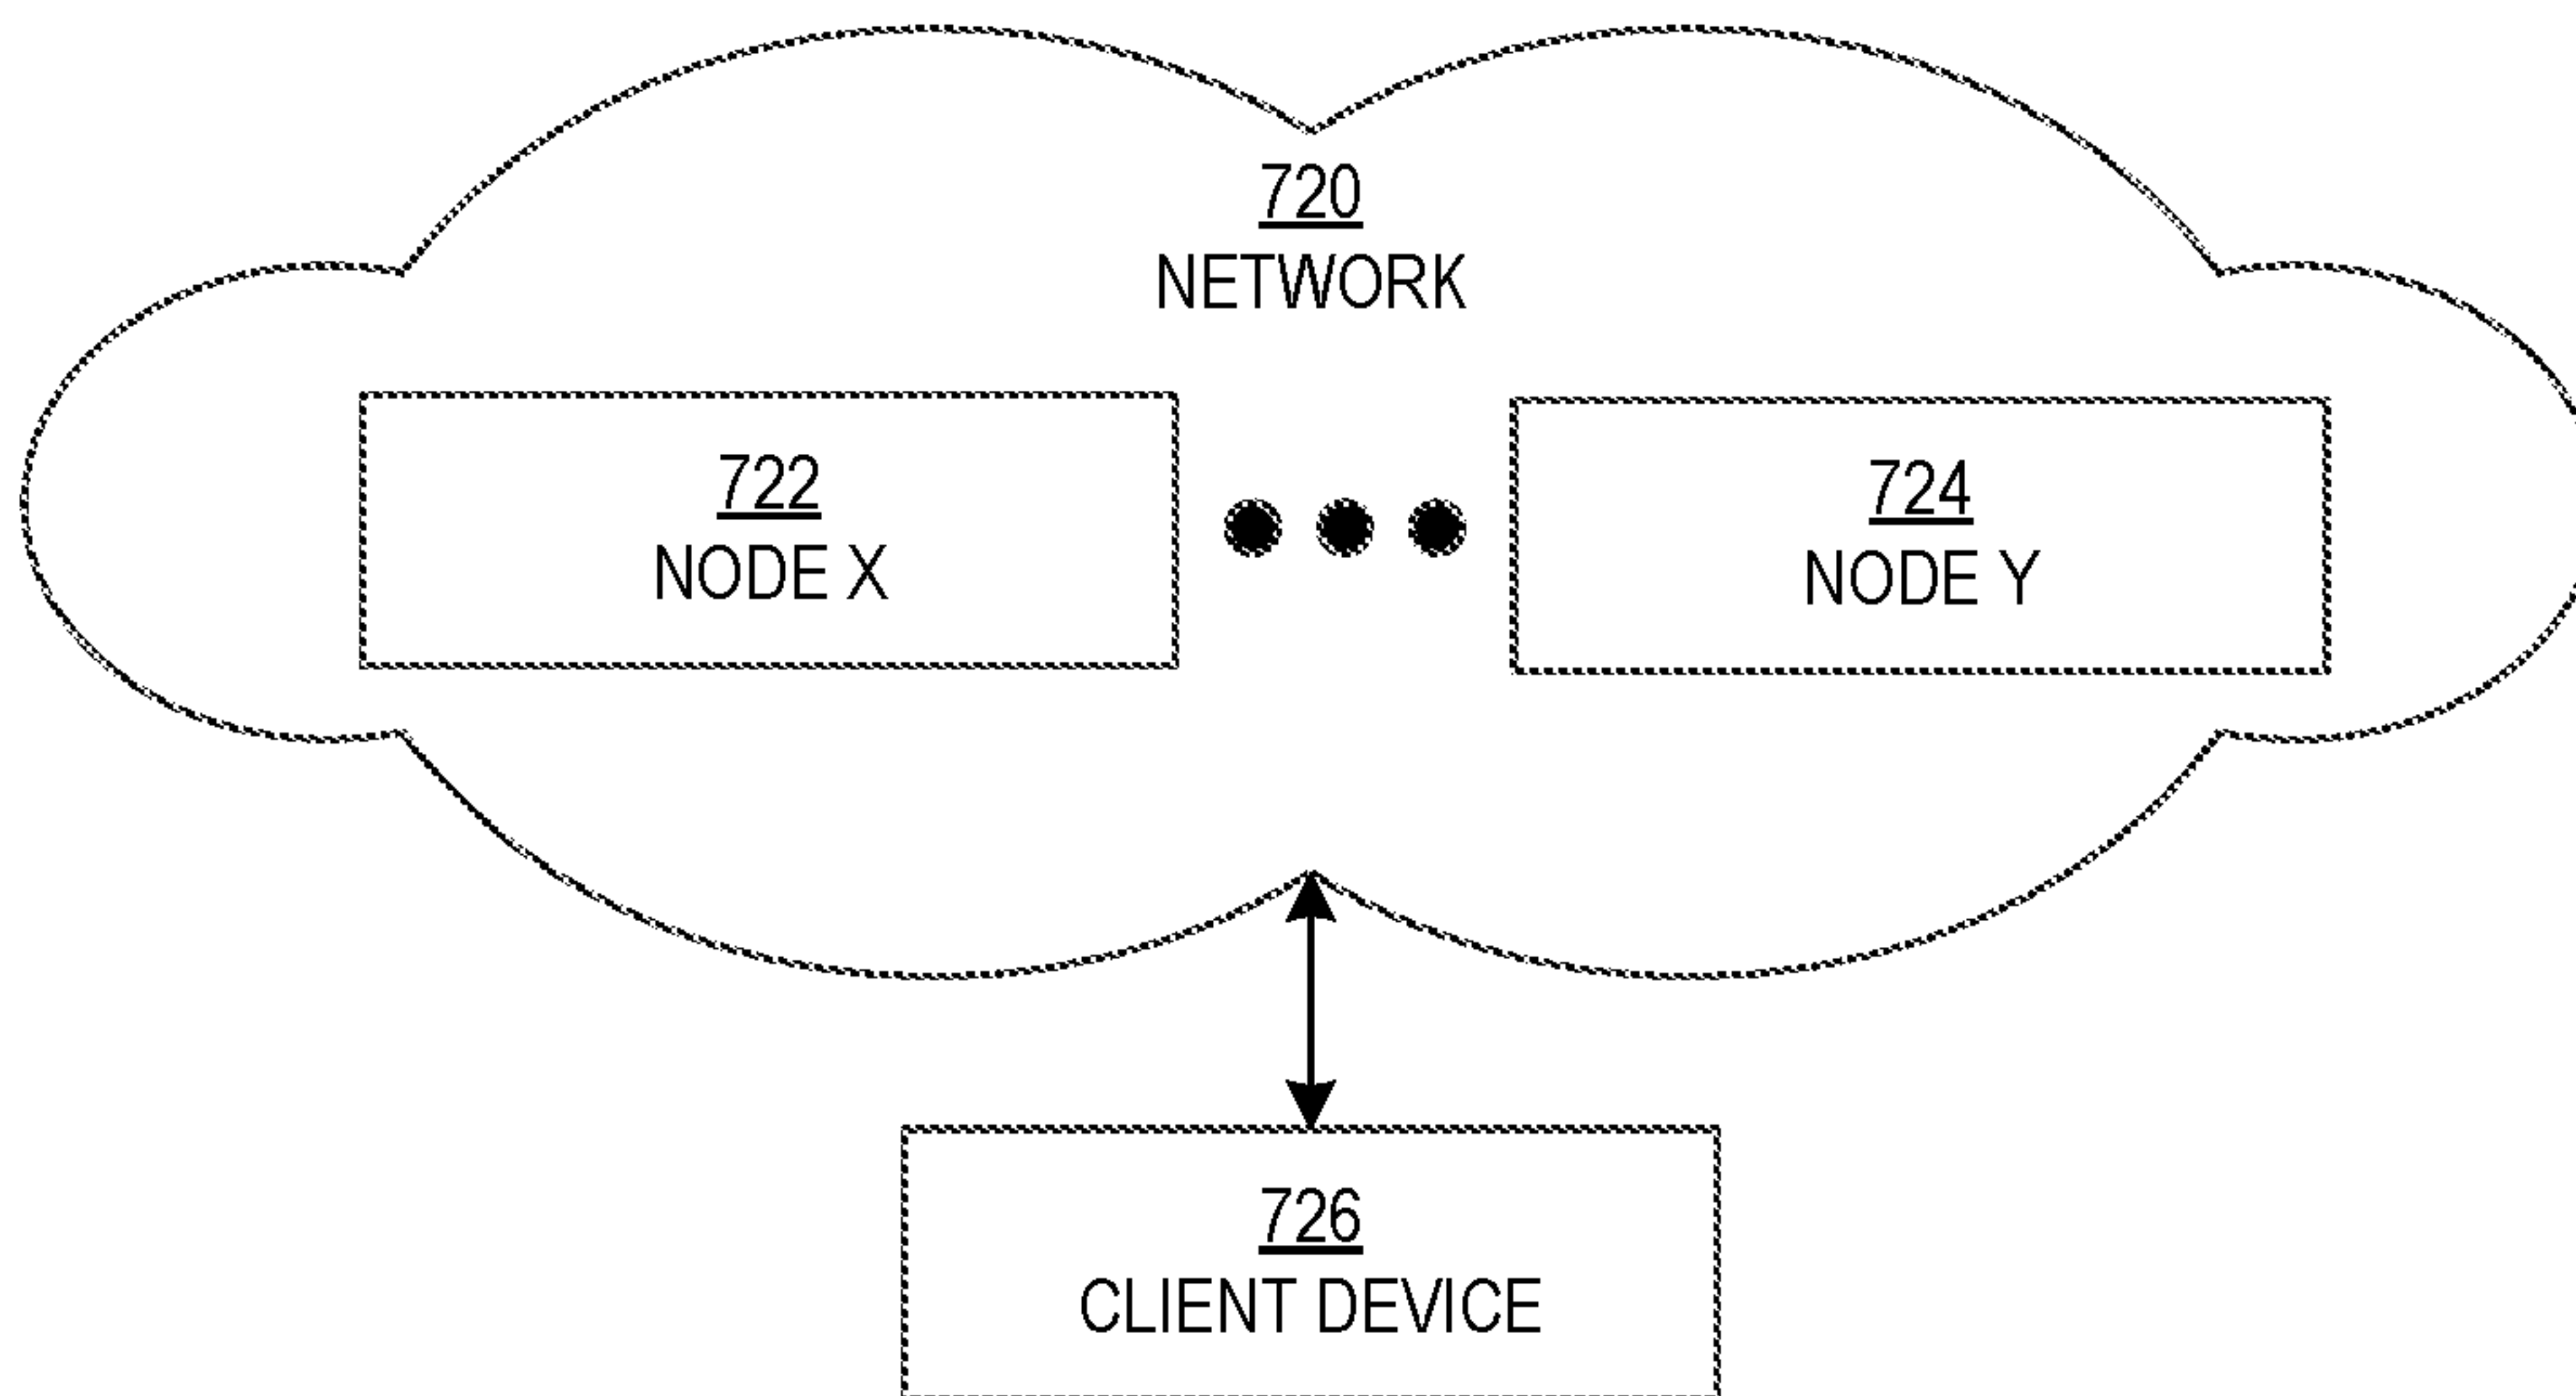 720
NETWORK
722
NODE X
724
NODE Y
726
CLIENT DEVICE